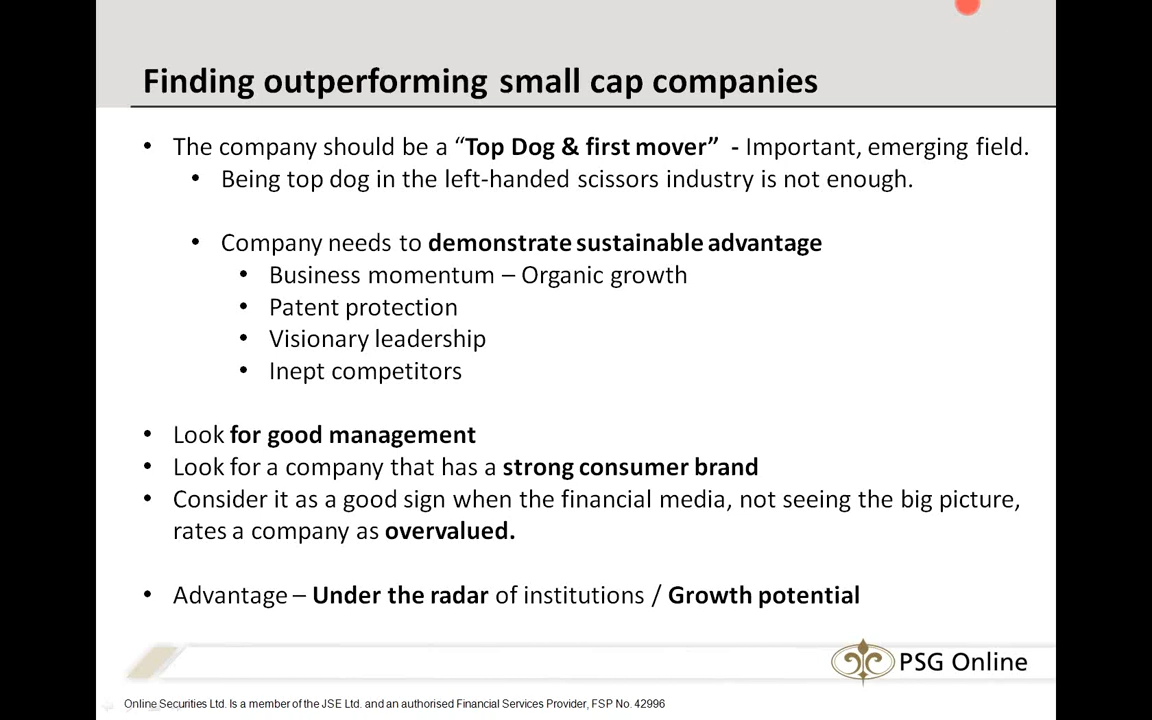 Finding outperforming small cap companies
• The company should be a “Top Dog & first mover” - Important, emerging field.
• Being top dog in the left-handed scissors industry is not enough.
• Company needs to demonstrate sustainable advantage
• Business momentum – Organic growth
• Patent protection
• Visionary leadership
• Inept competitors
• Look for good management
• Look for a company that has a strong consumer brand
• Consider it as a good sign when the financial media, not seeing the big picture,
rates a company as overvalued.
• Advantage – Under the radar of institutions / Growth potential
PSG Online
Online Securities Ltd. Is a member of the JSE Ltd. and an authorised Financial Services Provider, FSP No. 42996